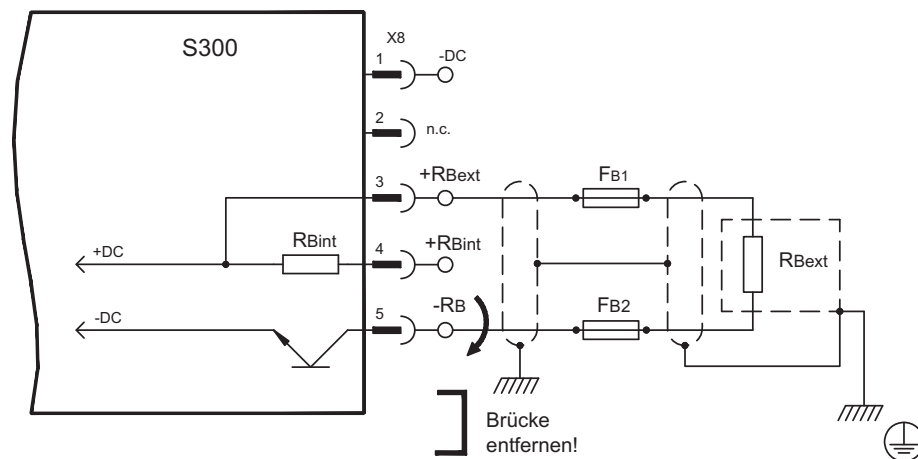 S300
X8
1
-DC
2
n.c.
3
+RBext
FB1
+DC
RBint
4
+RBint
RBext
-DC
5
-RB
FB2
Brücke
entfernen!